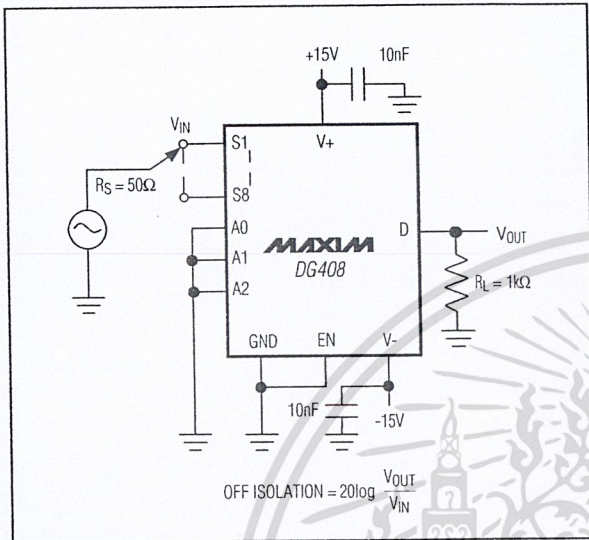 +15V
10nF
VIN
S1
V+
RS = 50Ω
S8
A0
MAXIM
D
VOUT
A1
DG408
RL = 1kΩ
A2
GND
EN
V-
10nF
-15V
OFF ISOLATION = 20log VOUT
VIN